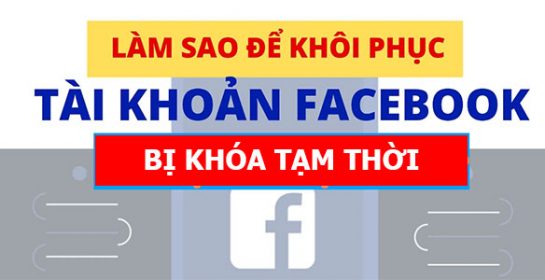 LÀM SAO ĐỂ KHÔI PHỤC
TÀI KHOẢN FACEBOOK
BỊ KHÓA TẠM THỜI
f